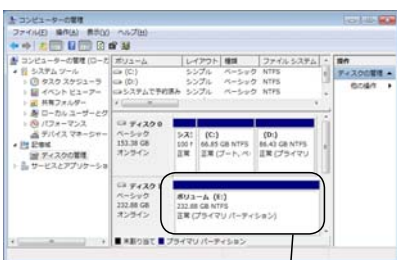 コンピューターの管理
ファイル(F) 操作(A) 表示(V) ヘルプ(H)
コンピューターの管理 (ローカ
システム ツール
タスク スケジューラ
イベント ビューアー
共有フォルダー
ローカル ユーザーとグ
パフォーマンス
デバイス マネージャー
記憶域
ディスクの管理
サービスとアプリケーショ
ボリューム レイアウト 種類 ファイル システム
(C:) シンプル ベーシック NTFS
(D:) シンプル ベーシック NTFS
システムで予約済み シンプル ベーシック NTFS
操作
ディスクの管理
他の操作
ディスク 0
ベーシック
153.38 GB
オンライン
シス
100
正常
(C:)
66.85 GB NTFS
正常 (ブート, ペ
(D:)
86.43 GB NTFS
正常 (プライマリ
ディスク
ベーシック
232.88 GB
オンライン
ボリューム (E:)
232.88 GB NTFS
正常 (プライマリ パーティション)
未割り当て プライマリ パーティション